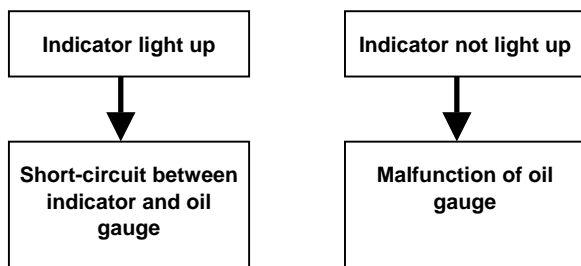 Indicator light up
Indicator not light up
Short-circuit between
indicator and oil
gauge
Malfunction of oil
gauge